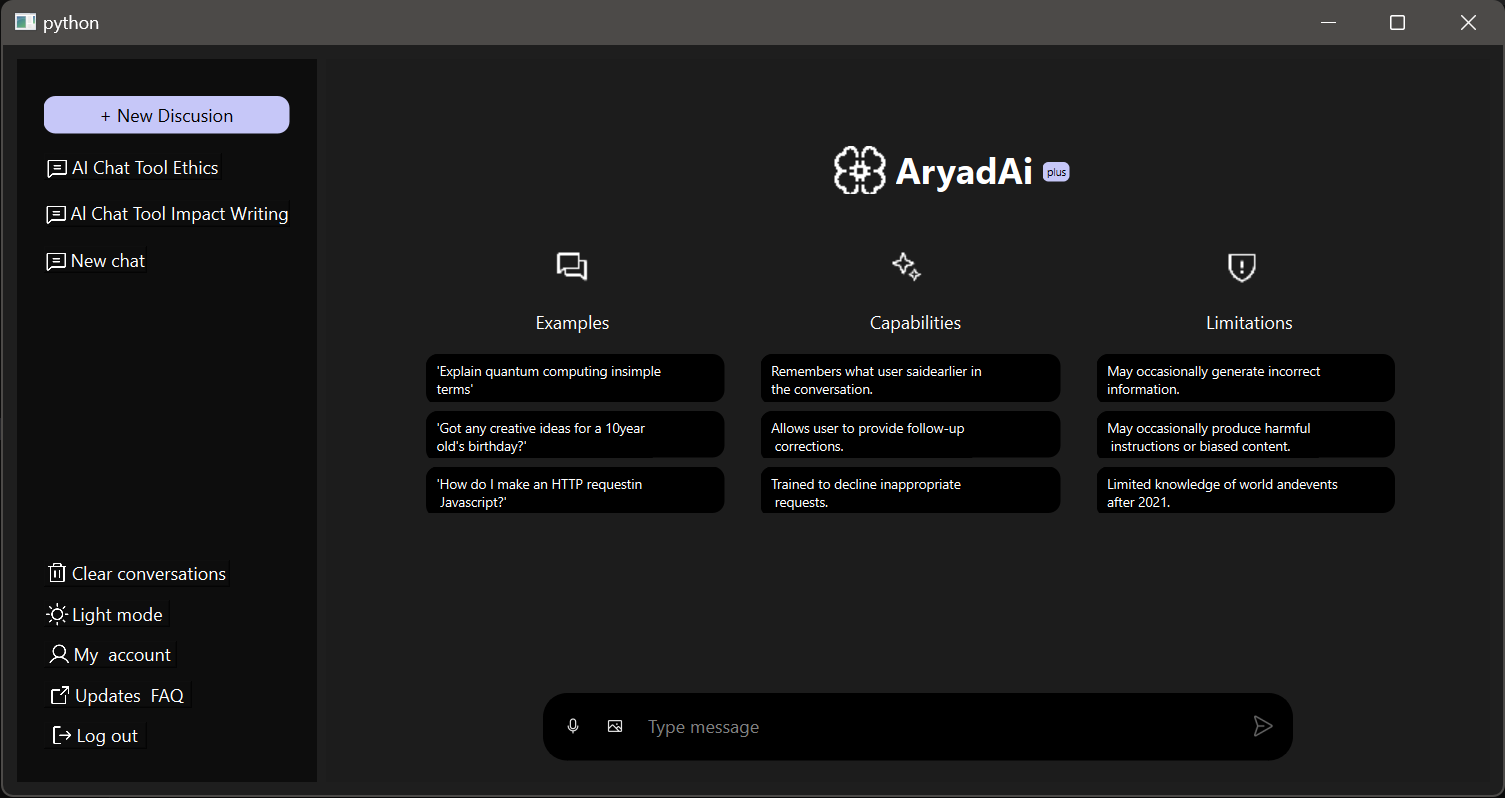 python
+ New Discusion
AI Chat Tool Ethics
Al Chat Tool Impact Writing
New chat
Clear conversations
Light mode
My  account
Updates  FAQ
Log out
AryadAi plus
Examples
'Explain quantum computing insimple
terms'
'Got any creative ideas for a 10year
old's birthday?'
'How do I make an HTTP requestin
Javascript?'
Capabilities
Remembers what user saidearlier in
the conversation.
Allows user to provide follow-up
corrections.
Trained to decline inappropriate
requests.
Limitations
May occasionally generate incorrect
information.
May occasionally produce harmful
instructions or biased content.
Limited knowledge of world andevents
after 2021.
Type message